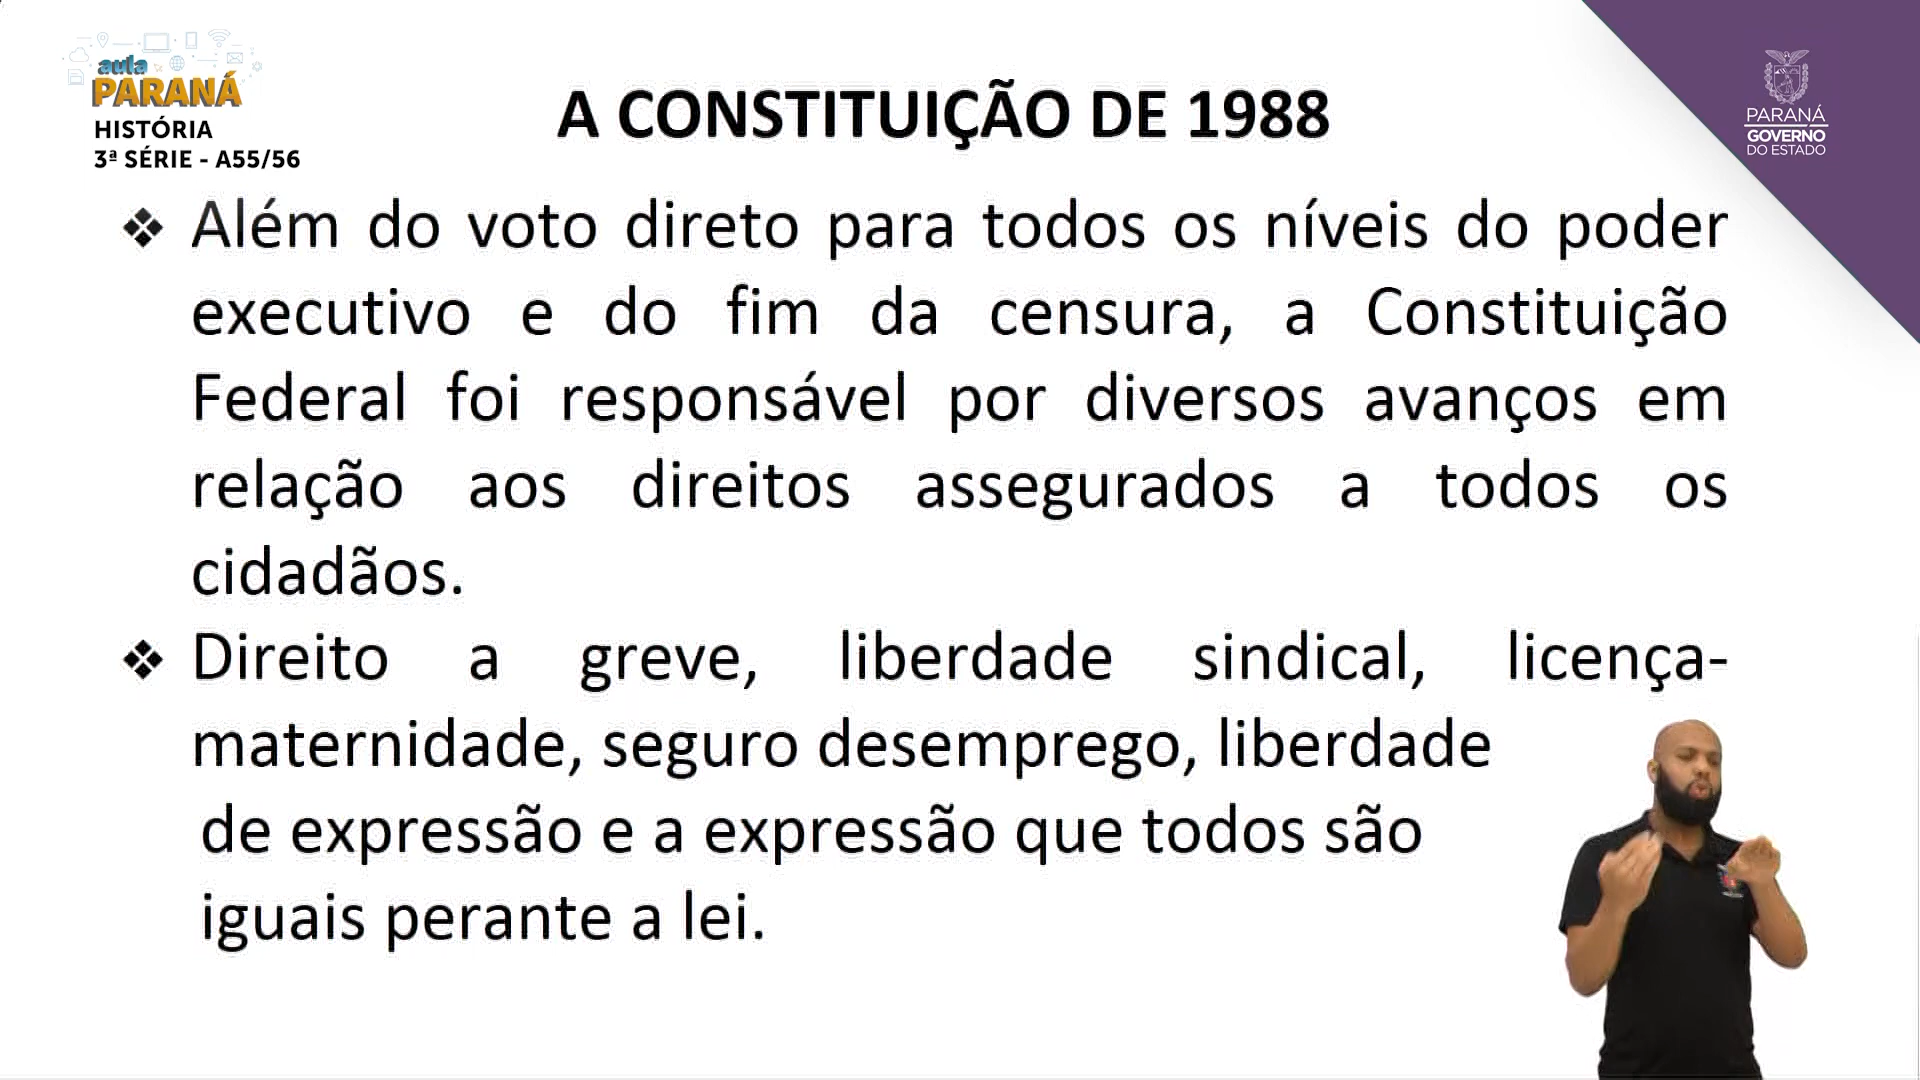 aula
PARANÁ
HISTÓRIA
3ª SÉRIE - A55/56
A CONSTITUIÇÃO DE 1988
PARANÁ
GOVERNO
DO ESTADO
❖ Além do voto direto para todos os níveis do poder
executivo e do fim da censura, a Constituição
Federal foi responsável por diversos avanços em
relação aos direitos assegurados a todos os
cidadãos.
❖ Direito a greve, liberdade sindical, licença-
maternidade, seguro desemprego, liberdade
de expressão e a expressão que todos são
iguais perante a lei.